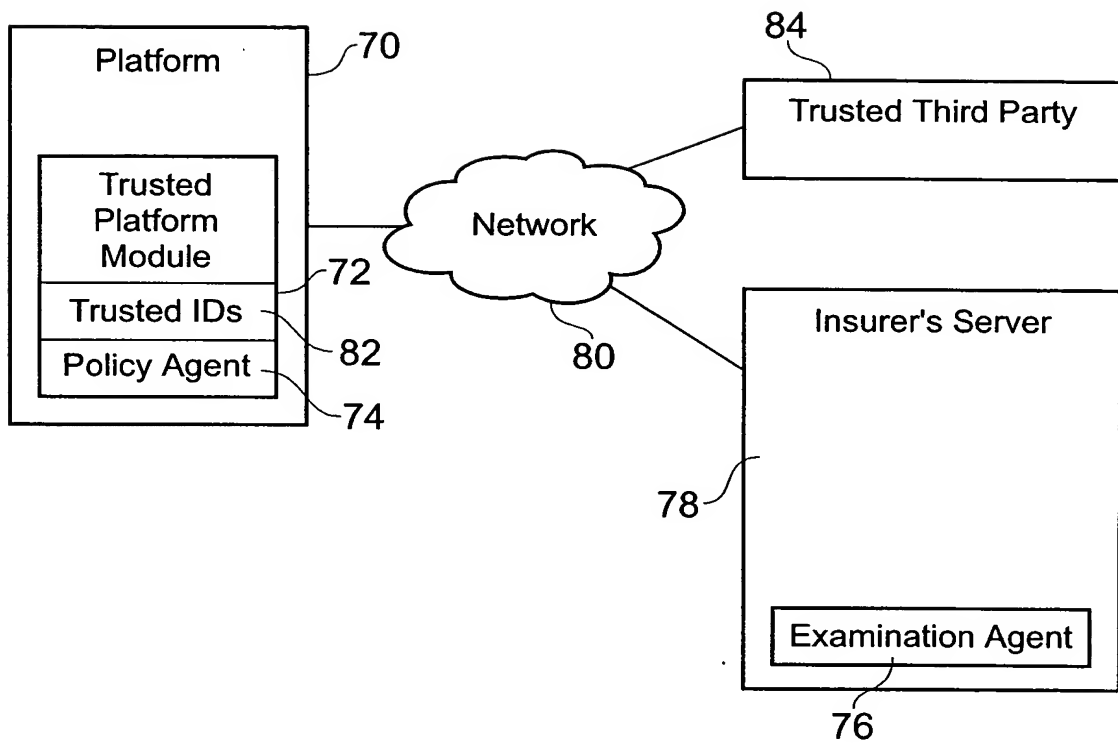 Platform
70
Trusted
Platform
Module
72
Trusted IDs
82
Policy Agent
74
Network
80
84
Trusted Third Party
Insurer's Server
78
Examination Agent
76